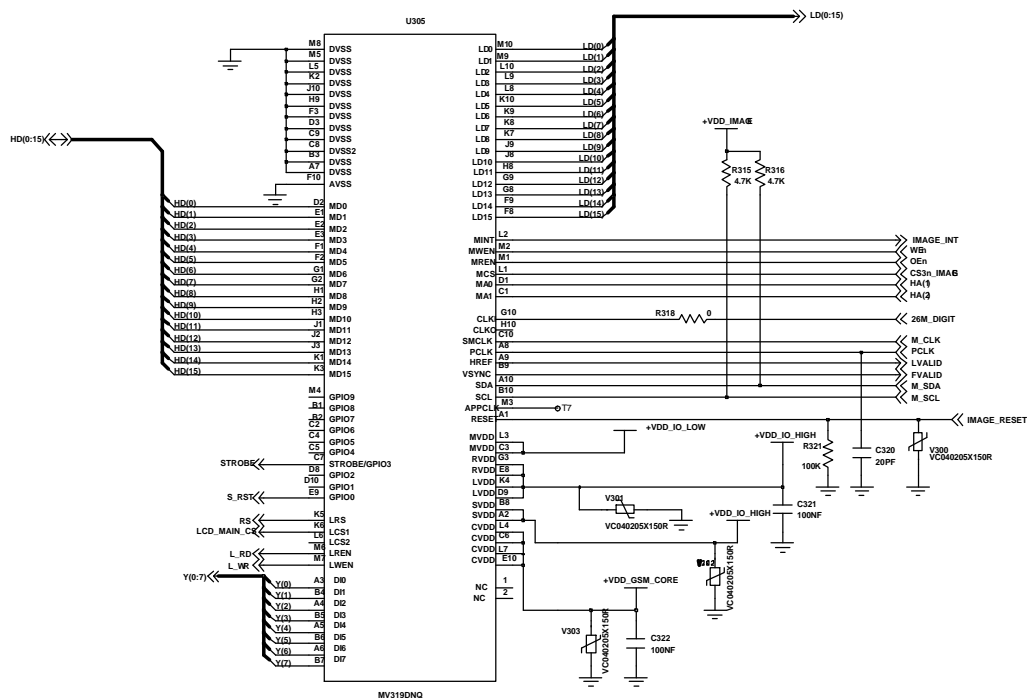 U305
LD(0:15)
M8 DVSS
M5 DVSS
L5 DVSS
K2 DVSS
J10 DVSS
H9 DVSS
F3 DVSS
D3 DVSS
C9 DVSS
C8 DVSS2
B3 DVSS
A7 DVSS
F10 AVSS
HD(0:15)
HD(0) D2 MD0
HD(1) E1 MD1
HD(2) E2 MD2
HD(3) E3 MD3
HD(4) F1 MD4
HD(5) F2 MD5
HD(6) G1 MD6
HD(7) G2 MD7
HD(8) H1 MD8
HD(9) H2 MD9
HD(10) H3 MD10
HD(11) J1 MD11
HD(12) J2 MD12
HD(13) J3 MD13
HD(14) K1 MD14
HD(15) K3 MD15
M4 GPIO9
B1 GPIO8
B2 GPIO7
C2 GPIO6
C4 GPIO5
C5 GPIO4
STROBE C7 STROBE/GPIO3
D8 GPIO2
D10 GPIO1
S_RST E9 GPIO0
RS K5 LRS
LCD_MAIN_CS K6 LCS1
L6 LCS2
L_RD M6 LREN
L_WR M7 LWEN
Y(0:7)
Y(0) A3 DI0
Y(1) B4 DI1
Y(2) A4 DI2
Y(3) B5 DI3
Y(4) A5 DI4
Y(5) B6 DI5
Y(6) A6 DI6
Y(7) B7 DI7
LD0 M10 LD(0)
LD1 M9 LD(1)
LD2 L10 LD(2)
LD3 L9 LD(3)
LD4 L8 LD(4)
LD5 K10 LD(5)
LD6 K9 LD(6)
LD7 K8 LD(7)
LD8 K7 LD(8)
LD9 J9 LD(9)
LD10 J8 LD(10)
LD11 H8 LD(11)
LD12 G9 LD(12)
LD13 G8 LD(13)
LD14 F9 LD(14)
LD15 F8 LD(15)
+VDD_IMAGE
R315 4.7K
R316 4.7K
MINT L2 IMAGE_INT
MWEN M2 WEn
MREN M1 OEn
MCS L1 CS3n_IMAG
MA0 D1 HA(1)
MA1 C1 HA(2)
CLKI G10 R318 0 26M_DIGIT
CLKO H10
SMCLK C10 M_CLK
PCLK A8 PCLK
HREF A9 LVALID
VSYNC B9 FVALID
SDA A10 M_SDA
SCL B10 M_SCL
APPCLK M3 T7
RESET A1 IMAGE_RESET
MVDD L3
MVDD C3
RVDD G3
RVDD E8
LVDD K4
LVDD D9
SVDD B8
SVDD A2
CVDD L4
CVDD C6
CVDD L7
CVDD E10
NC 1
NC 2
+VDD_IO_LOW
+VDD_IO_HIGH
R321
100K
C320
20PF
V300
VC040205X150R
V301
VC040205X150R
C321
100NF
+VDD_IO_HIGH
VC040205X150R
+VDD_GSM_CORE
V303
VC040205X150R
C322
100NF
MV319DNQ